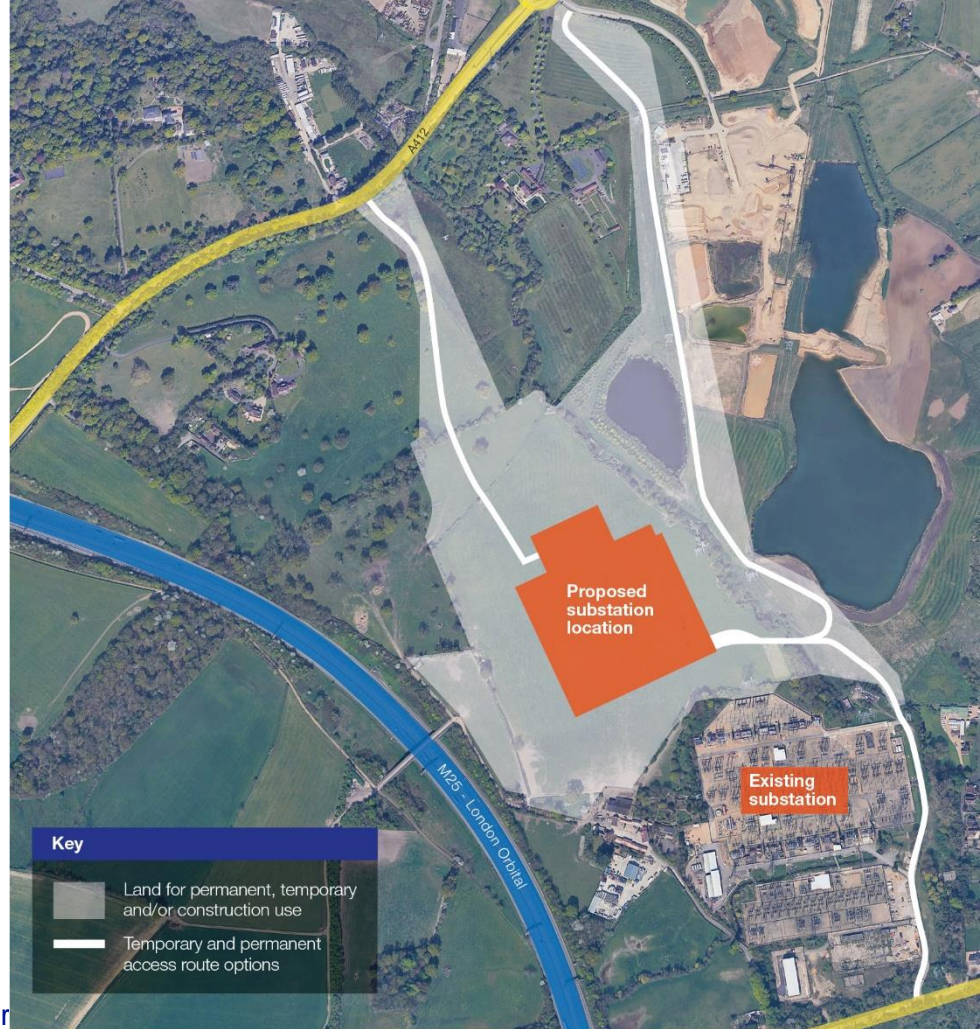 A412
Proposed
substation
location
Existing
substation
M25 - London Orbital
Key
Land for permanent, temporary
and/or construction use
Temporary and permanent
access route options
r